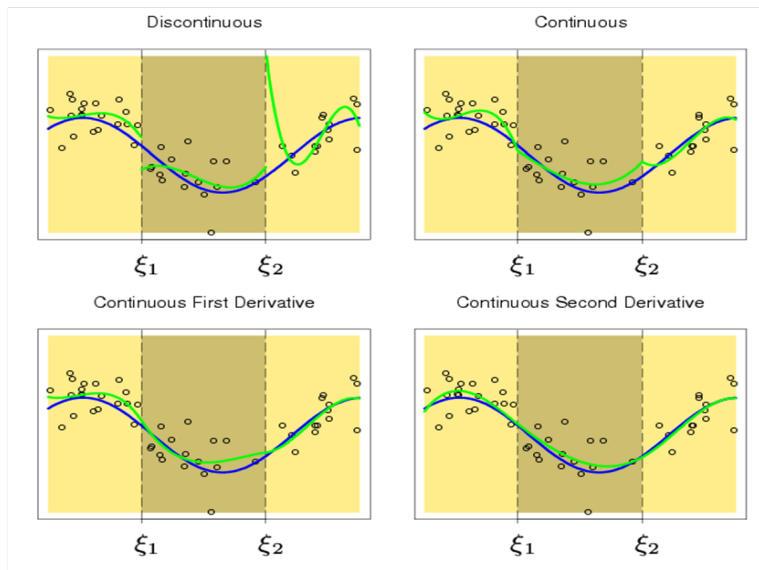 Discontinuous
Continuous
ξ1 ξ2
ξ1 ξ2
Continuous First Derivative
Continuous Second Derivative
ξ1 ξ2
ξ1 ξ2